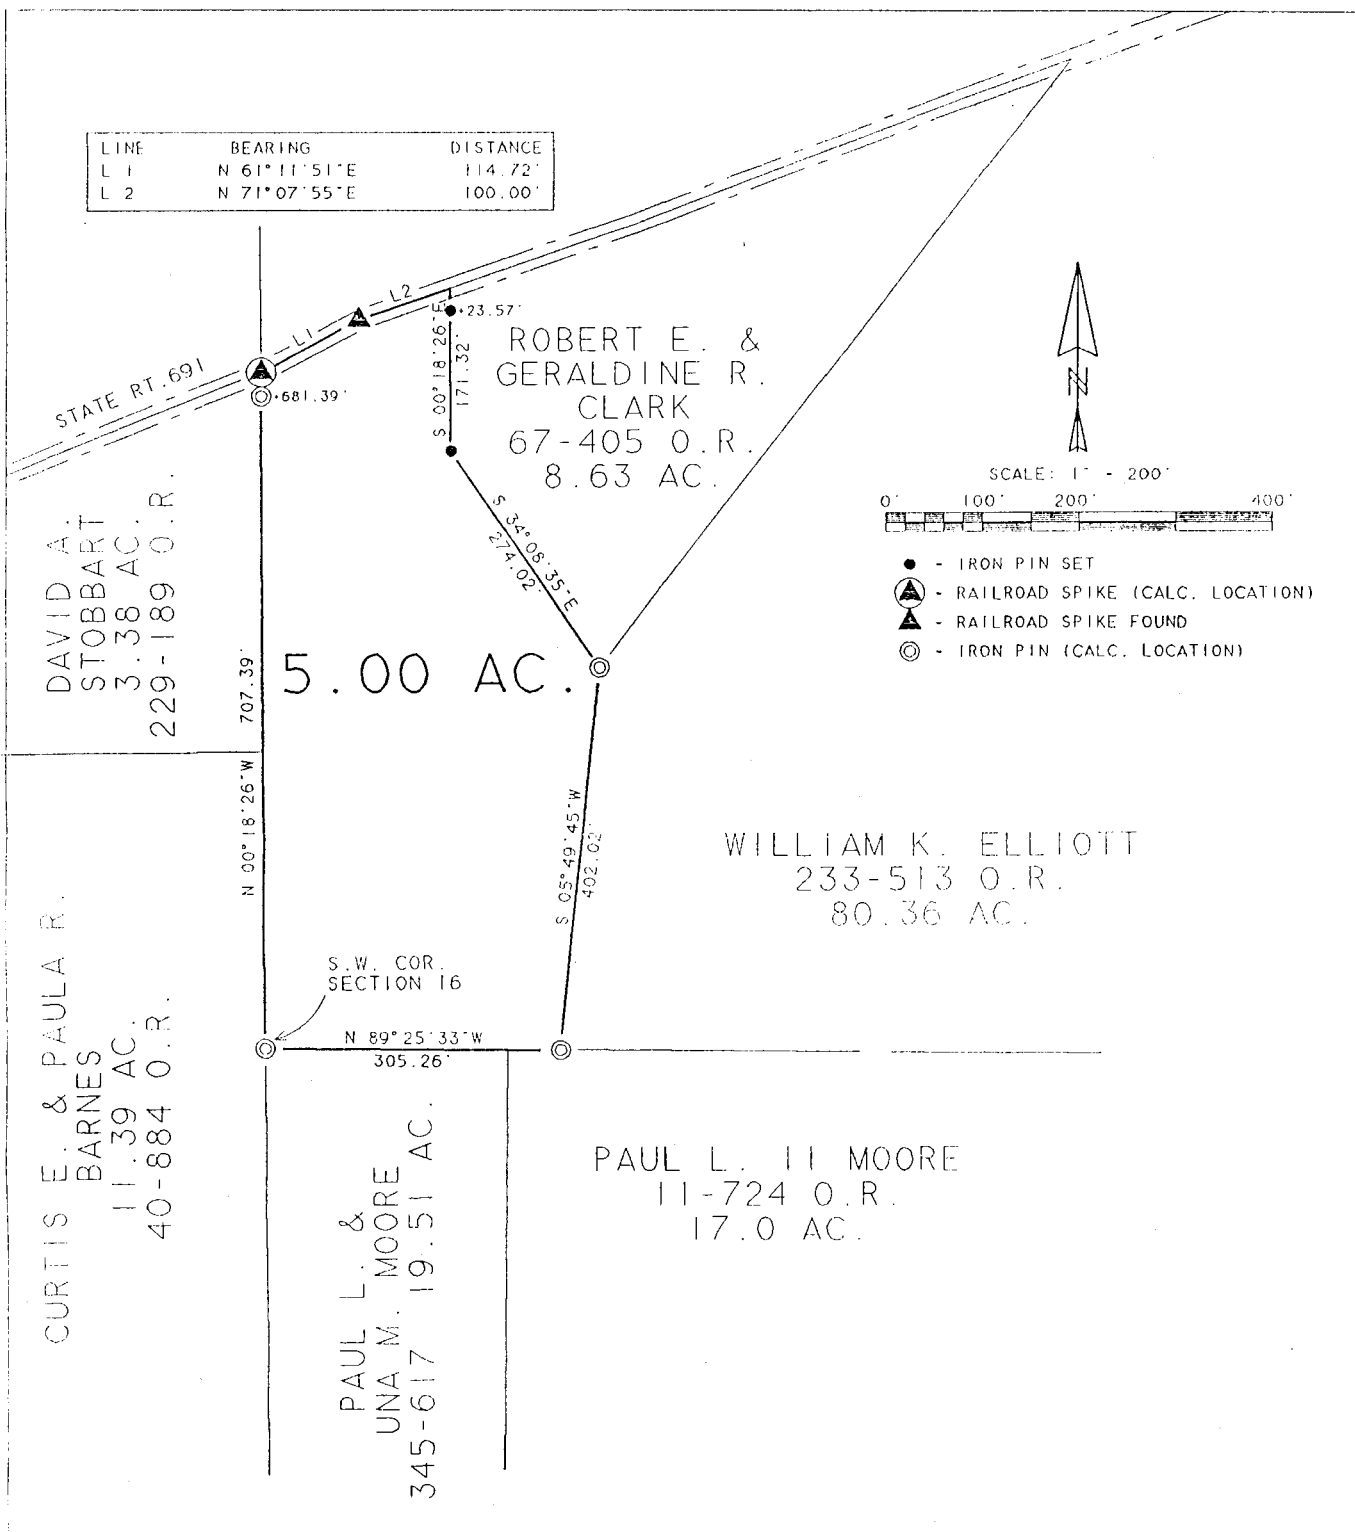 LINE BEARING DISTANCE
L 1 N 61°11'51"E 114.72'
L 2 N 71°07'55"E 100.00'
L2
L1
STATE RT.691
+23.57'
+681.39'
S 00°18'26"E
171.32'
ROBERT E. &
GERALDINE R.
CLARK
67-405 O.R.
8.63 AC.
N
SCALE: 1" - 200'
0' 100' 200' 400'
- IRON PIN SET
- RAILROAD SPIKE (CALC. LOCATION)
- RAILROAD SPIKE FOUND
- IRON PIN (CALC. LOCATION)
S 34°08'35"E
274.02'
DAVID A.
STOBBART
3.38 AC.
229-189 O.R.
707.39'
N 00°18'26"W
5.00 AC.
S 05°49'45"W
402.02'
WILLIAM K. ELLIOTT
233-513 O.R.
80.36 AC.
S.W. COR.
SECTION 16
N 89°25'33"W
305.26'
CURTIS E. & PAULA R.
BARNES
11.39 AC.
40-884 O.R.
PAUL L. &
UNA M. MOORE
345-617 19.51 AC.
PAUL L. II MOORE
11-724 O.R.
17.0 AC.